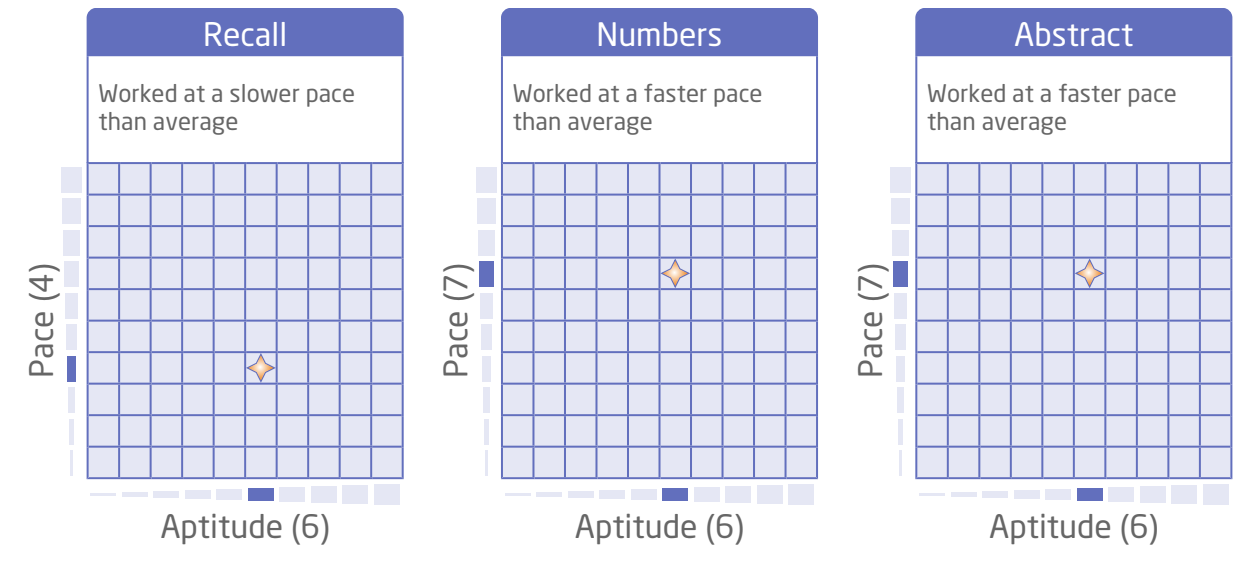 Recall
Worked at a slower pace
than average
Pace (4)
Aptitude (6)
Numbers
Worked at a faster pace
than average
Pace (7)
Aptitude (6)
Abstract
Worked at a faster pace
than average
Pace (7)
Aptitude (6)